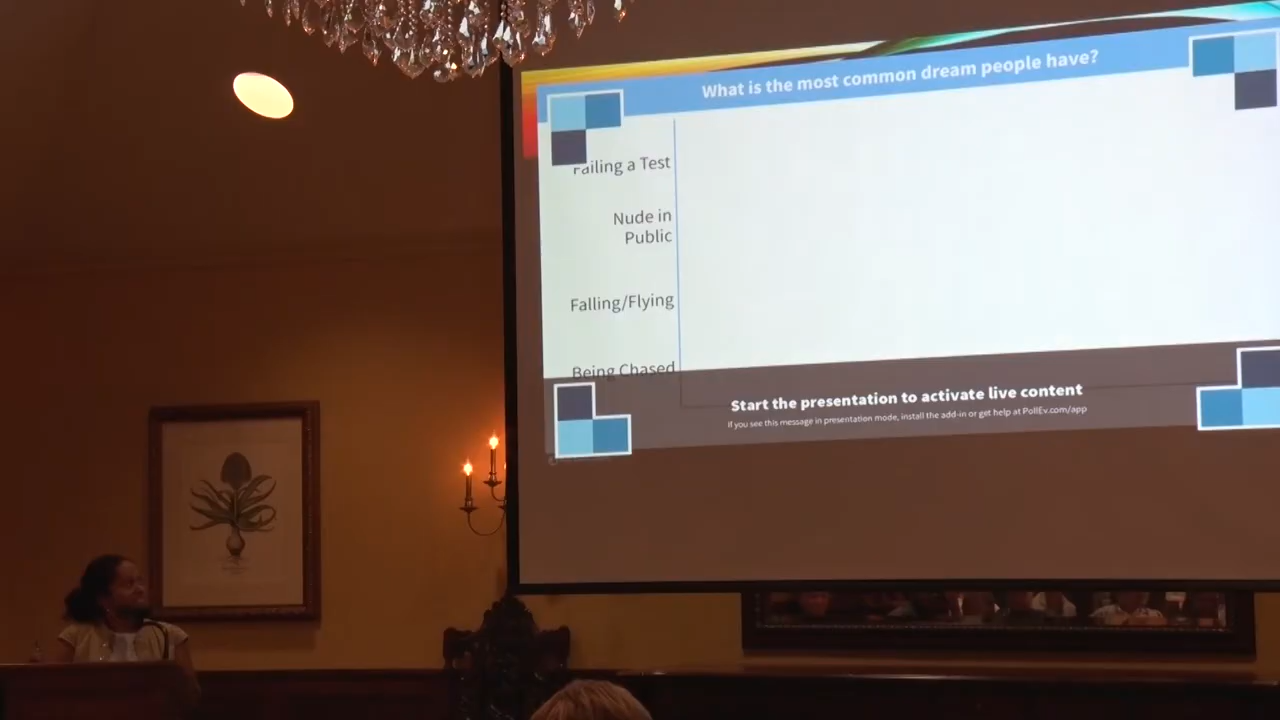 What is the most common dream people have?
Failing a Test
Nude in
Public
Falling/Flying
Being Chased
Start the presentation to activate live content
If you see this message in presentation mode, install the add-in or get help at PollEv.com/app